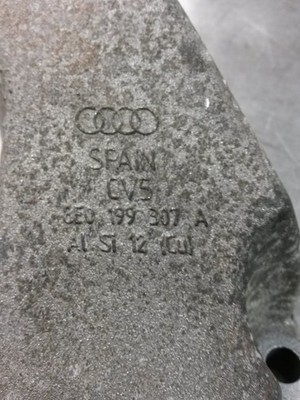 SPAIN
CV5
8E0 199 307 A
Al Si 12 (Cu)